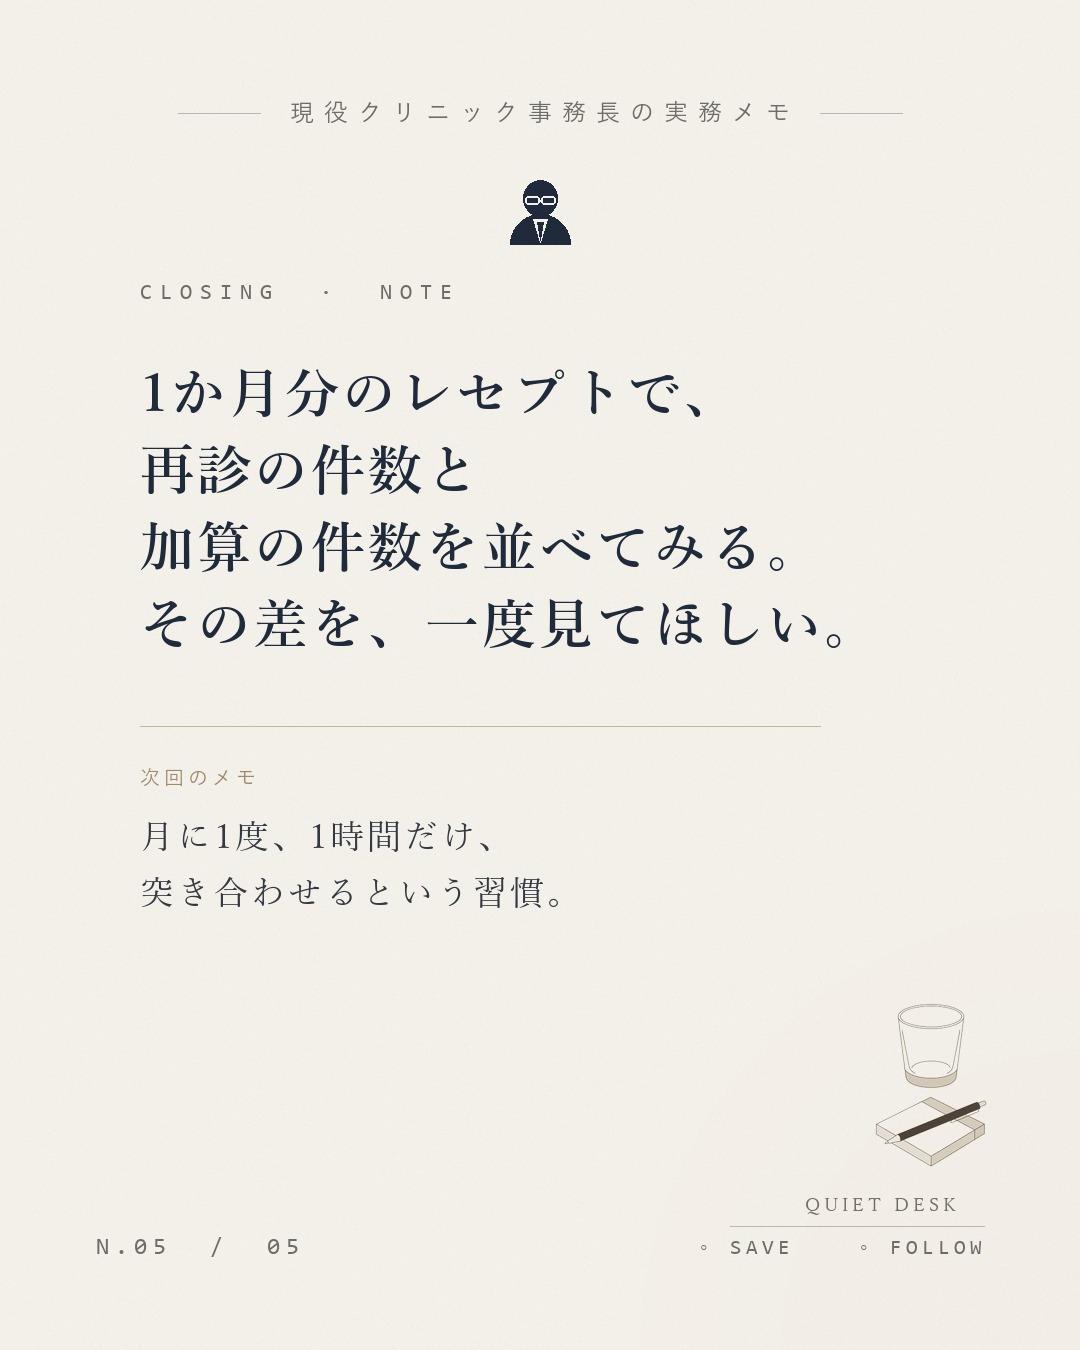 現役クリニック事務長の実務メモ
CLOSING · NOTE
1か月分のレセプトで、
再診の件数と
加算の件数を並べてみる。
その差を、一度見てほしい。
次回のメモ
月に1度、1時間だけ、
突き合わせるという習慣。
QUIET DESK
N.05 / 05
◦ SAVE ◦ FOLLOW